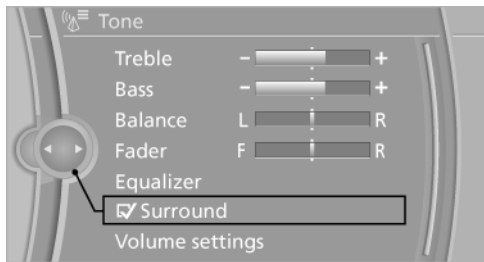 Tone
Treble - +
Bass - +
Balance L R
Fader F R
Equalizer
Surround
Volume settings